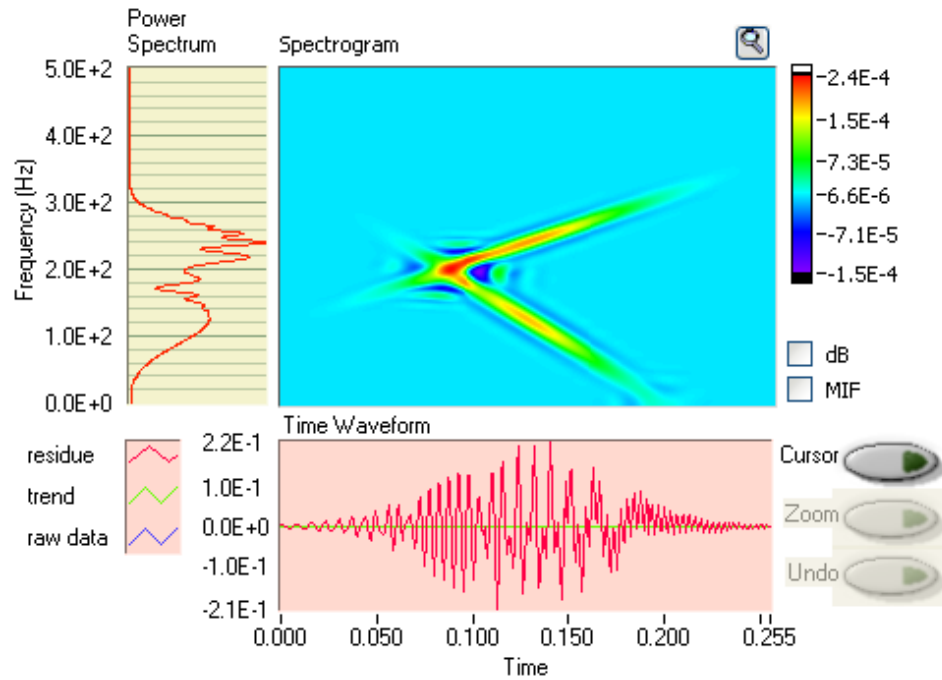 Power
Spectrum
Spectrogram
5.0E+2
4.0E+2
3.0E+2
2.0E+2
1.0E+2
0.0E+0
Frequency (Hz)
2.4E-4
1.5E-4
7.3E-5
-6.6E-6
-7.1E-5
-1.5E-4
dB
MIF
residue
trend
raw data
Time Waveform
2.2E-1
1.0E-1
0.0E+0
-1.0E-1
-2.1E-1
0.000
0.050
0.100
0.150
0.200
0.255
Time
Cursor
Zoom
Undo